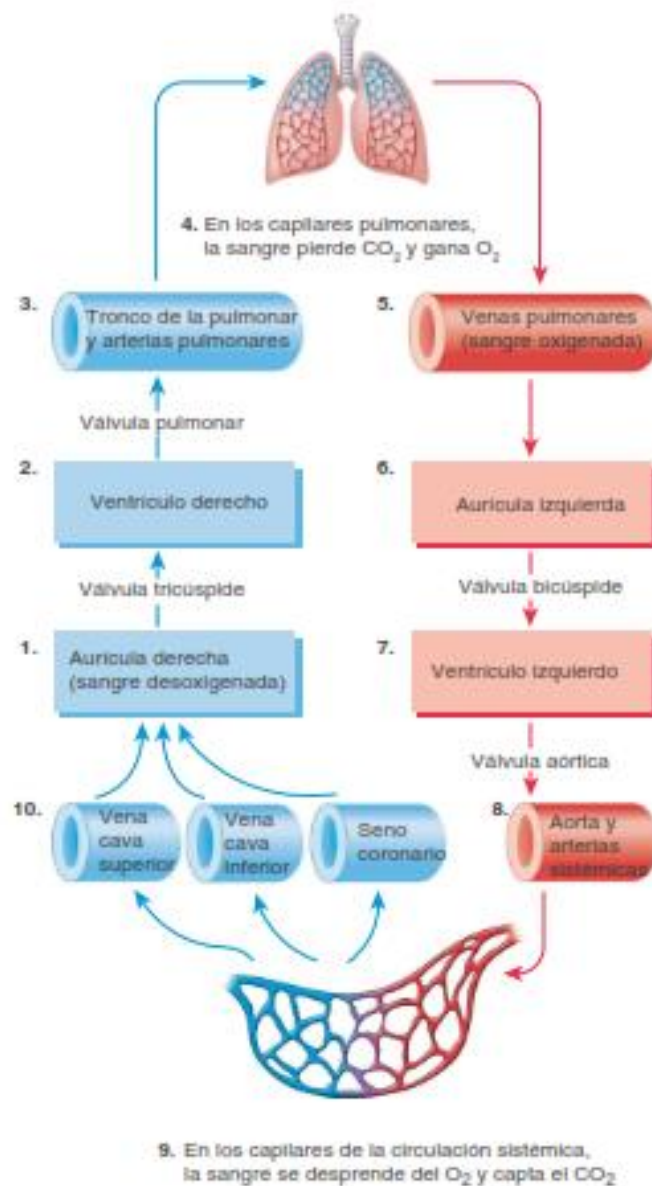 4. En los capilares pulmonares,
la sangre pierde CO2 y gana O2
3.
Tronco de la pulmonar
y arterias pulmonares
5.
Venas pulmonares
(sangre oxigenada)
Válvula pulmonar
2.
Ventrículo derecho
6.
Aurícula izquierda
Válvula tricúspide
Válvula bicúspide
1.
Aurícula derecha
(sangre desoxigenada)
7.
Ventrículo izquierdo
Válvula aórtica
10.
Vena
cava
superior
Vena
cava
inferior
Seno
coronario
8.
Aorta y
arterias
sistémicas
9. En los capilares de la circulación sistémica,
la sangre se desprende del O2 y capta el CO2